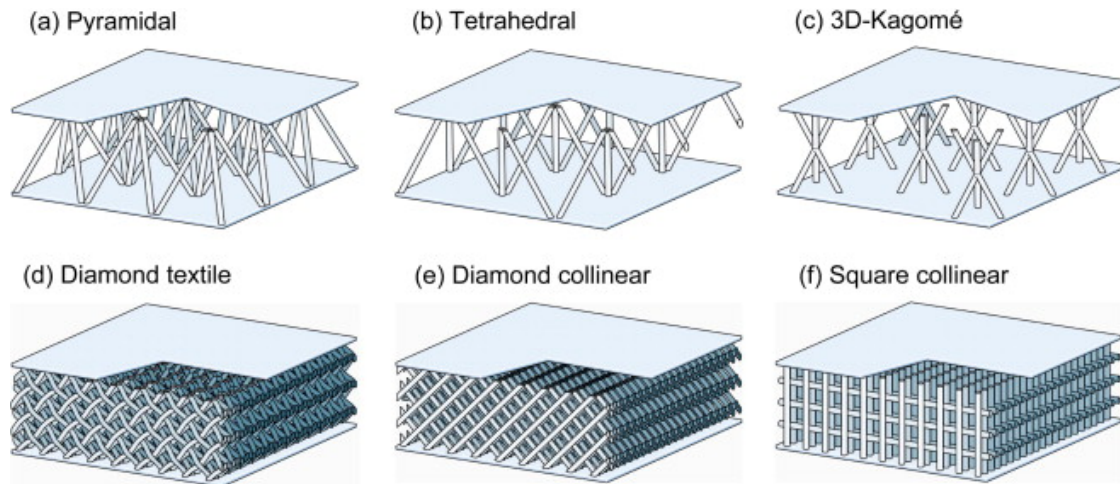 (a) Pyramidal
(b) Tetrahedral
(c) 3D-Kagomé
(d) Diamond textile
(e) Diamond collinear
(f) Square collinear